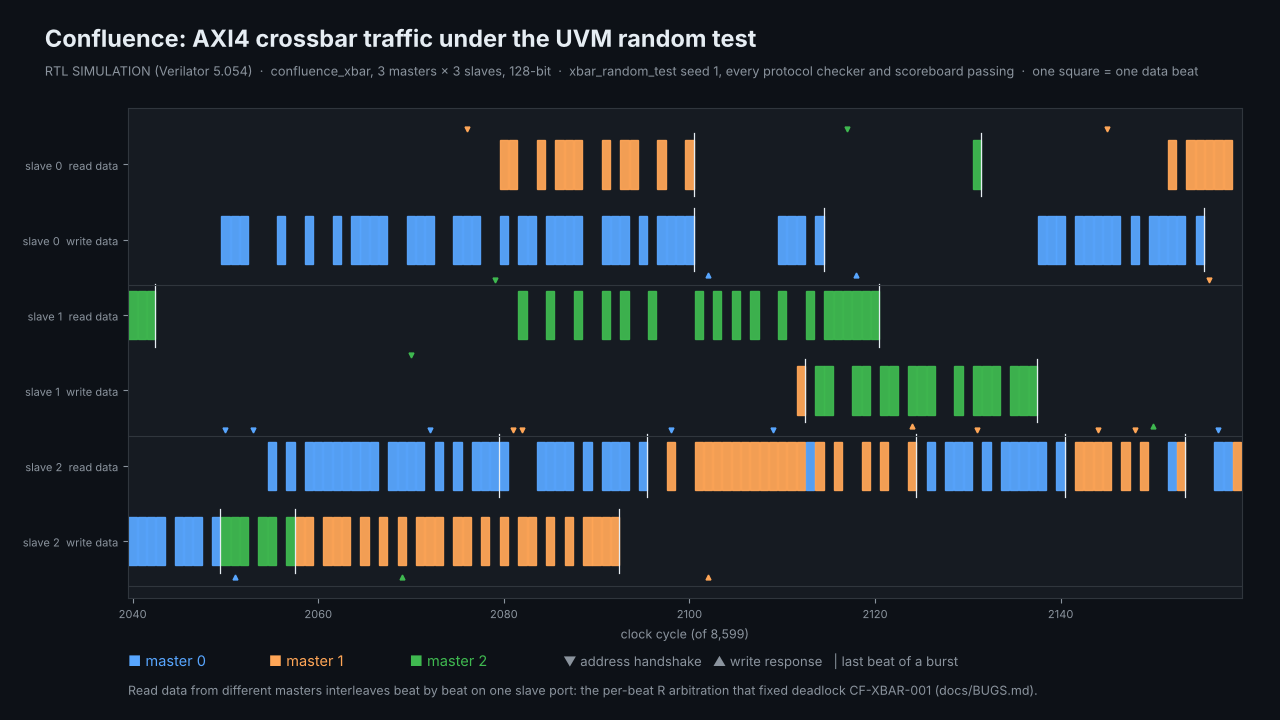 Confluence: AXI4 crossbar traffic under the UVM random test
RTL SIMULATION (Verilator 5.054) · confluence_xbar, 3 masters × 3 slaves, 128-bit · xbar_random_test seed 1, every protocol checker and scoreboard passing · one square = one data beat
slave 0 read data
slave 0 write data
slave 1 read data
slave 1 write data
slave 2 read data
slave 2 write data
2040 2060 2080 2100 2120 2140
clock cycle (of 8,599)
master 0 master 1 master 2 address handshake write response last beat of a burst
Read data from different masters interleaves beat by beat on one slave port: the per-beat R arbitration that fixed deadlock CF-XBAR-001 (docs/BUGS.md).